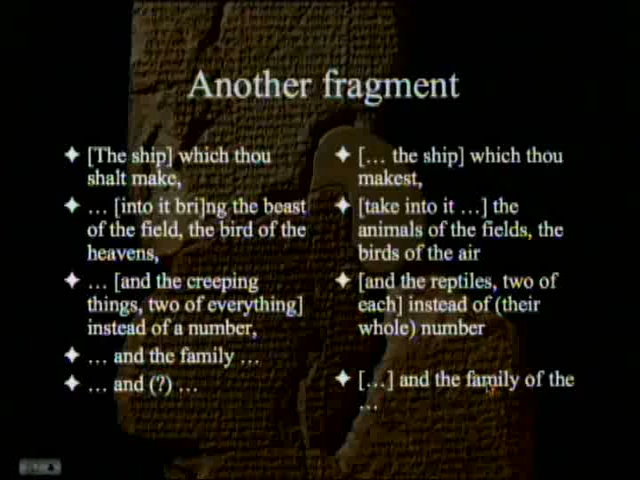 Another fragment
✦ [The ship] which thou
shalt make,
✦ … [into it bri]ng the beast
of the field, the bird of the
heavens,
✦ … [and the creeping
things, two of everything]
instead of a number,
✦ … and the family …
✦ … and (?) …
✦ [… the ship] which thou
makest,
✦ [take into it …] the
animals of the fields, the
birds of the air
✦ [and the reptiles, two of
each] instead of (their
whole) number
✦ […] and the family of the
…